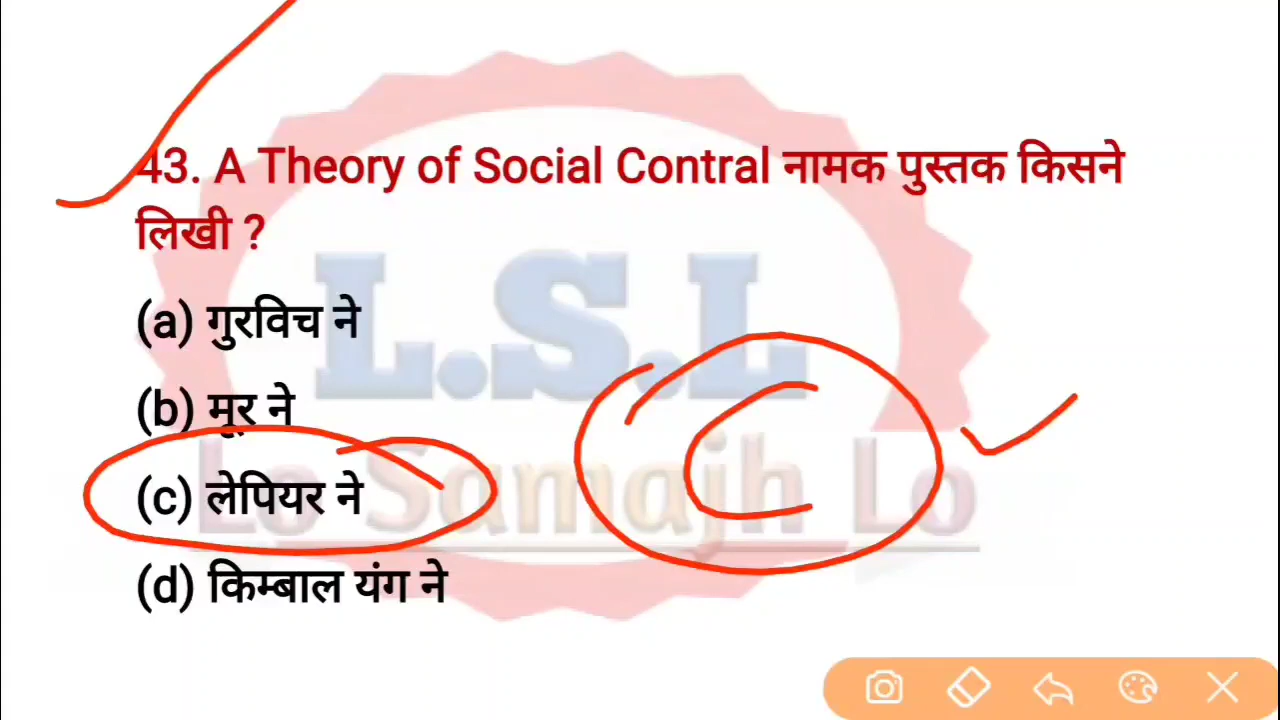 43. A Theory of Social Contral नामक पुस्तक किसने
लिखी ?
(a) गुरविच ने
(b) मूर ने
(c) लेपियर ने
(d) किम्बाल यंग ने
L.S.L
Lo Samajh Lo
C